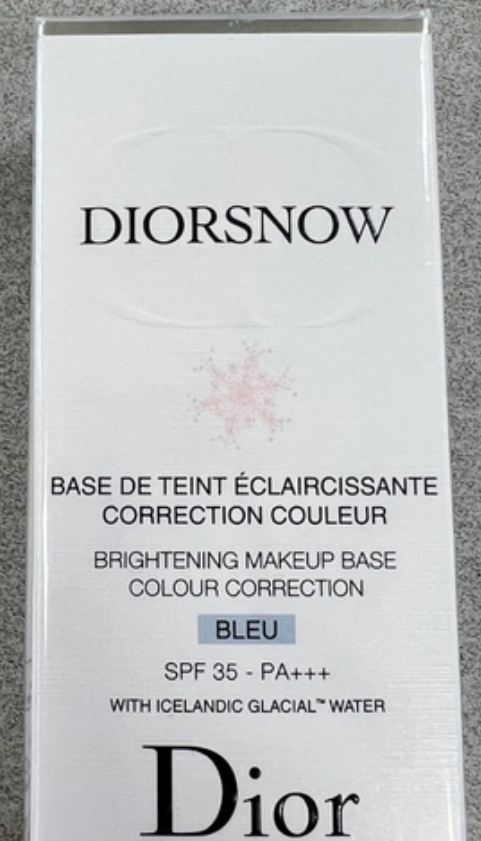 DIORSNOW
BASE DE TEINT ÉCLAIRCISSANTE
CORRECTION COULEUR
BRIGHTENING MAKEUP BASE
COLOUR CORRECTION
BLEU
SPF 35 - PA+++
WITH ICELANDIC GLACIAL™ WATER
Dior